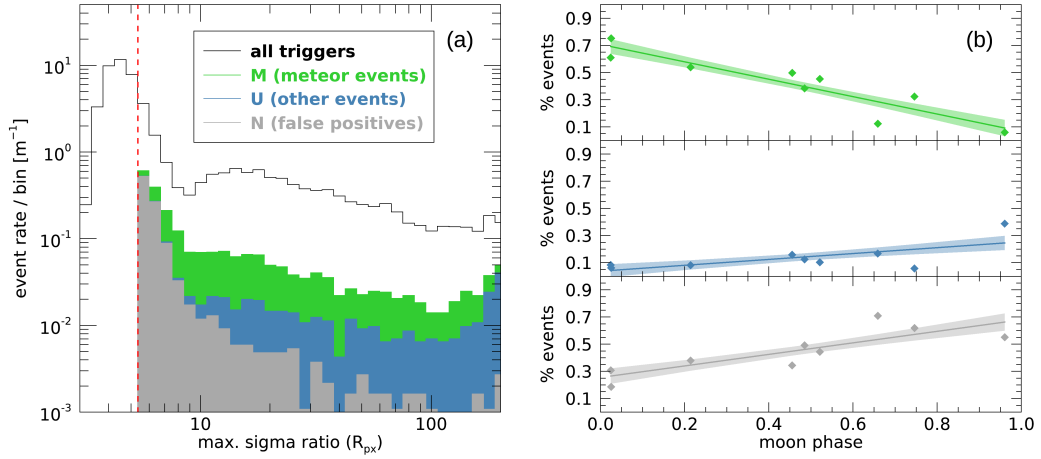 (a)
all triggers
M (meteor events)
U (other events)
N (false positives)
event rate / bin [m⁻¹]
10¹
10⁰
10⁻¹
10⁻²
10⁻³
10
100
max. sigma ratio (Rₚₓ)
(b)
% events
0.9
0.7
0.5
0.3
0.1
% events
0.9
0.7
0.5
0.3
0.1
% events
0.9
0.7
0.5
0.3
0.1
0.0 0.2 0.4 0.6 0.8 1.0
moon phase